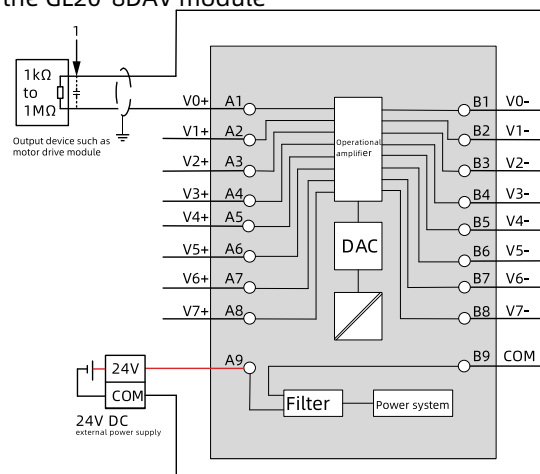 the GL20-8DAV module
1
1kΩ
to
1MΩ
Output device such as
motor drive module
V0+ A1
V1+ A2
V2+ A3
V3+ A4
V4+ A5
V5+ A6
V6+ A7
V7+ A8
A9
Operational
amplifier
DAC
B1 V0-
B2 V1-
B3 V2-
B4 V3-
B5 V4-
B6 V5-
B7 V6-
B8 V7-
B9 COM
24V
COM
24V DC
external power supply
Filter
Power system